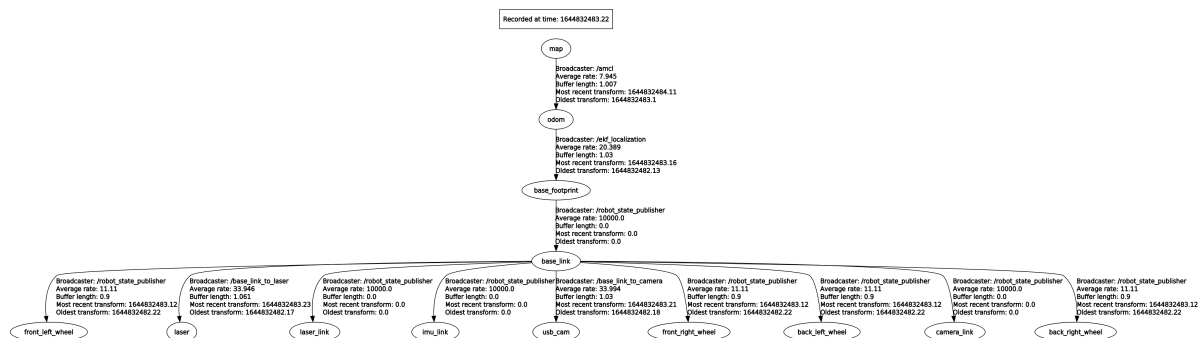 Recorded at time: 1644832483.22
map
Broadcaster: /amcl
Average rate: 7.945
Buffer length: 1.007
Most recent transform: 1644832484.11
Oldest transform: 1644832483.1
odom
Broadcaster: /ekf_localization
Average rate: 20.389
Buffer length: 1.03
Most recent transform: 1644832483.16
Oldest transform: 1644832482.13
base_footprint
Broadcaster: /robot_state_publisher
Average rate: 10000.0
Buffer length: 0.0
Most recent transform: 0.0
Oldest transform: 0.0
base_link
Broadcaster: /robot_state_publisher
Average rate: 11.11
Buffer length: 0.9
Most recent transform: 1644832483.12
Oldest transform: 1644832482.22
front_left_wheel
Broadcaster: /base_link_to_laser
Average rate: 33.946
Buffer length: 1.061
Most recent transform: 1644832483.23
Oldest transform: 1644832482.17
laser
Broadcaster: /robot_state_publisher
Average rate: 10000.0
Buffer length: 0.0
Most recent transform: 0.0
Oldest transform: 0.0
laser_link
Broadcaster: /robot_state_publisher
Average rate: 10000.0
Buffer length: 0.0
Most recent transform: 0.0
Oldest transform: 0.0
imu_link
Broadcaster: /base_link_to_camera
Average rate: 33.994
Buffer length: 1.03
Most recent transform: 1644832483.21
Oldest transform: 1644832482.18
usb_cam
Broadcaster: /robot_state_publisher
Average rate: 11.11
Buffer length: 0.9
Most recent transform: 1644832483.12
Oldest transform: 1644832482.22
front_right_wheel
Broadcaster: /robot_state_publisher
Average rate: 11.11
Buffer length: 0.9
Most recent transform: 1644832483.12
Oldest transform: 1644832482.22
back_left_wheel
Broadcaster: /robot_state_publisher
Average rate: 10000.0
Buffer length: 0.0
Most recent transform: 0.0
Oldest transform: 0.0
camera_link
Broadcaster: /robot_state_publisher
Average rate: 11.11
Buffer length: 0.9
Most recent transform: 1644832483.12
Oldest transform: 1644832482.22
back_right_wheel